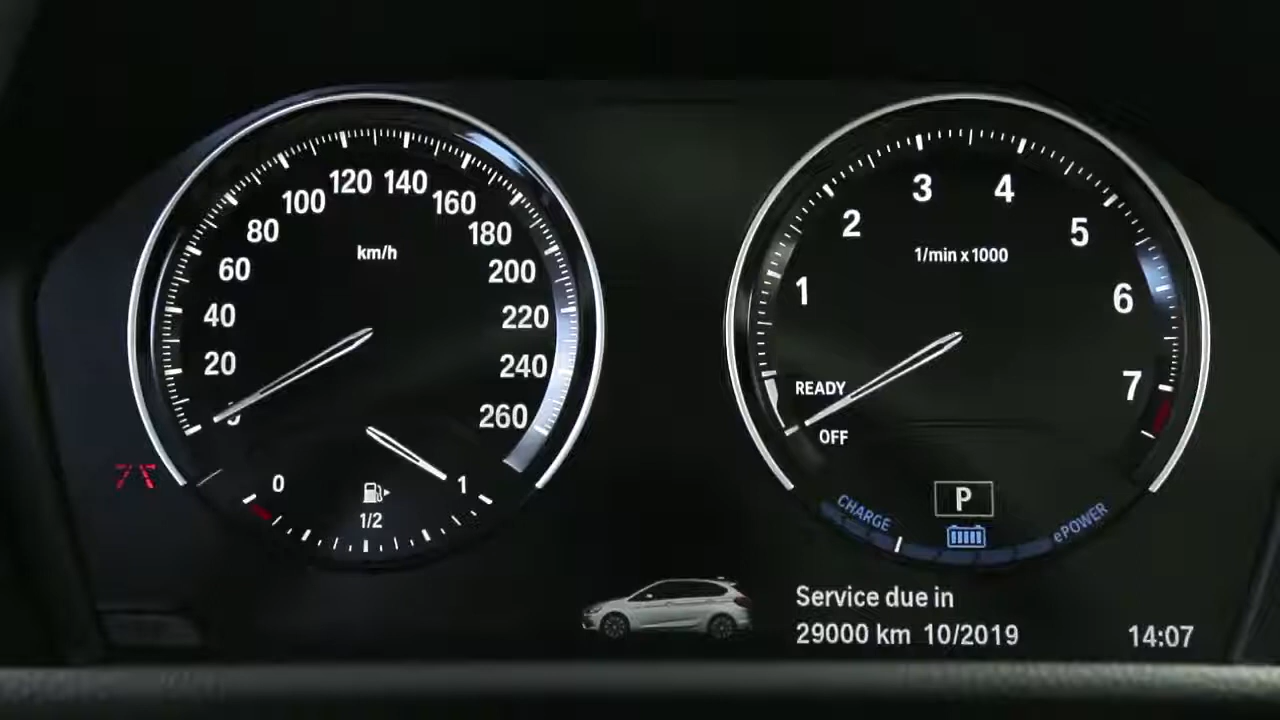 120 140
100 160
80 180
km/h
60 200
40 220
20 240
0 260
0 1
1/2
3 4
2 5
1/min x 1000
1 6
READY 7
OFF
P
CHARGE ePOWER
Service due in
29000 km 10/2019
14:07